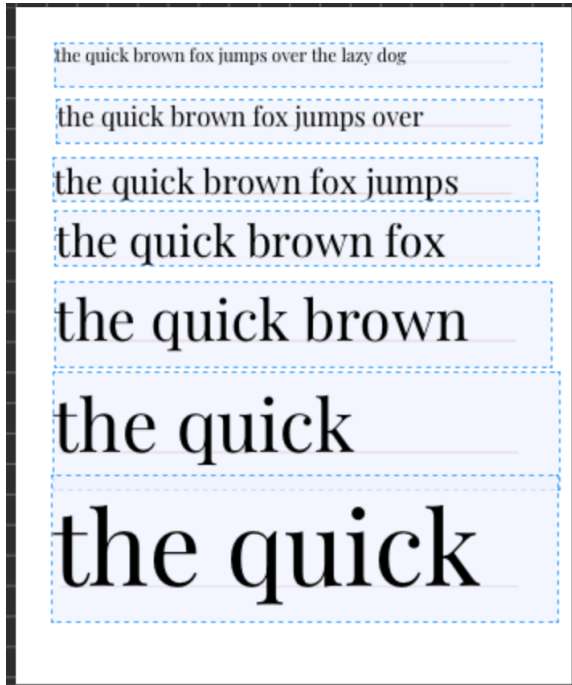 the quick brown fox jumps over the lazy dog
the quick brown fox jumps over
the quick brown fox jumps
the quick brown fox
the quick brown
the quick
the quick